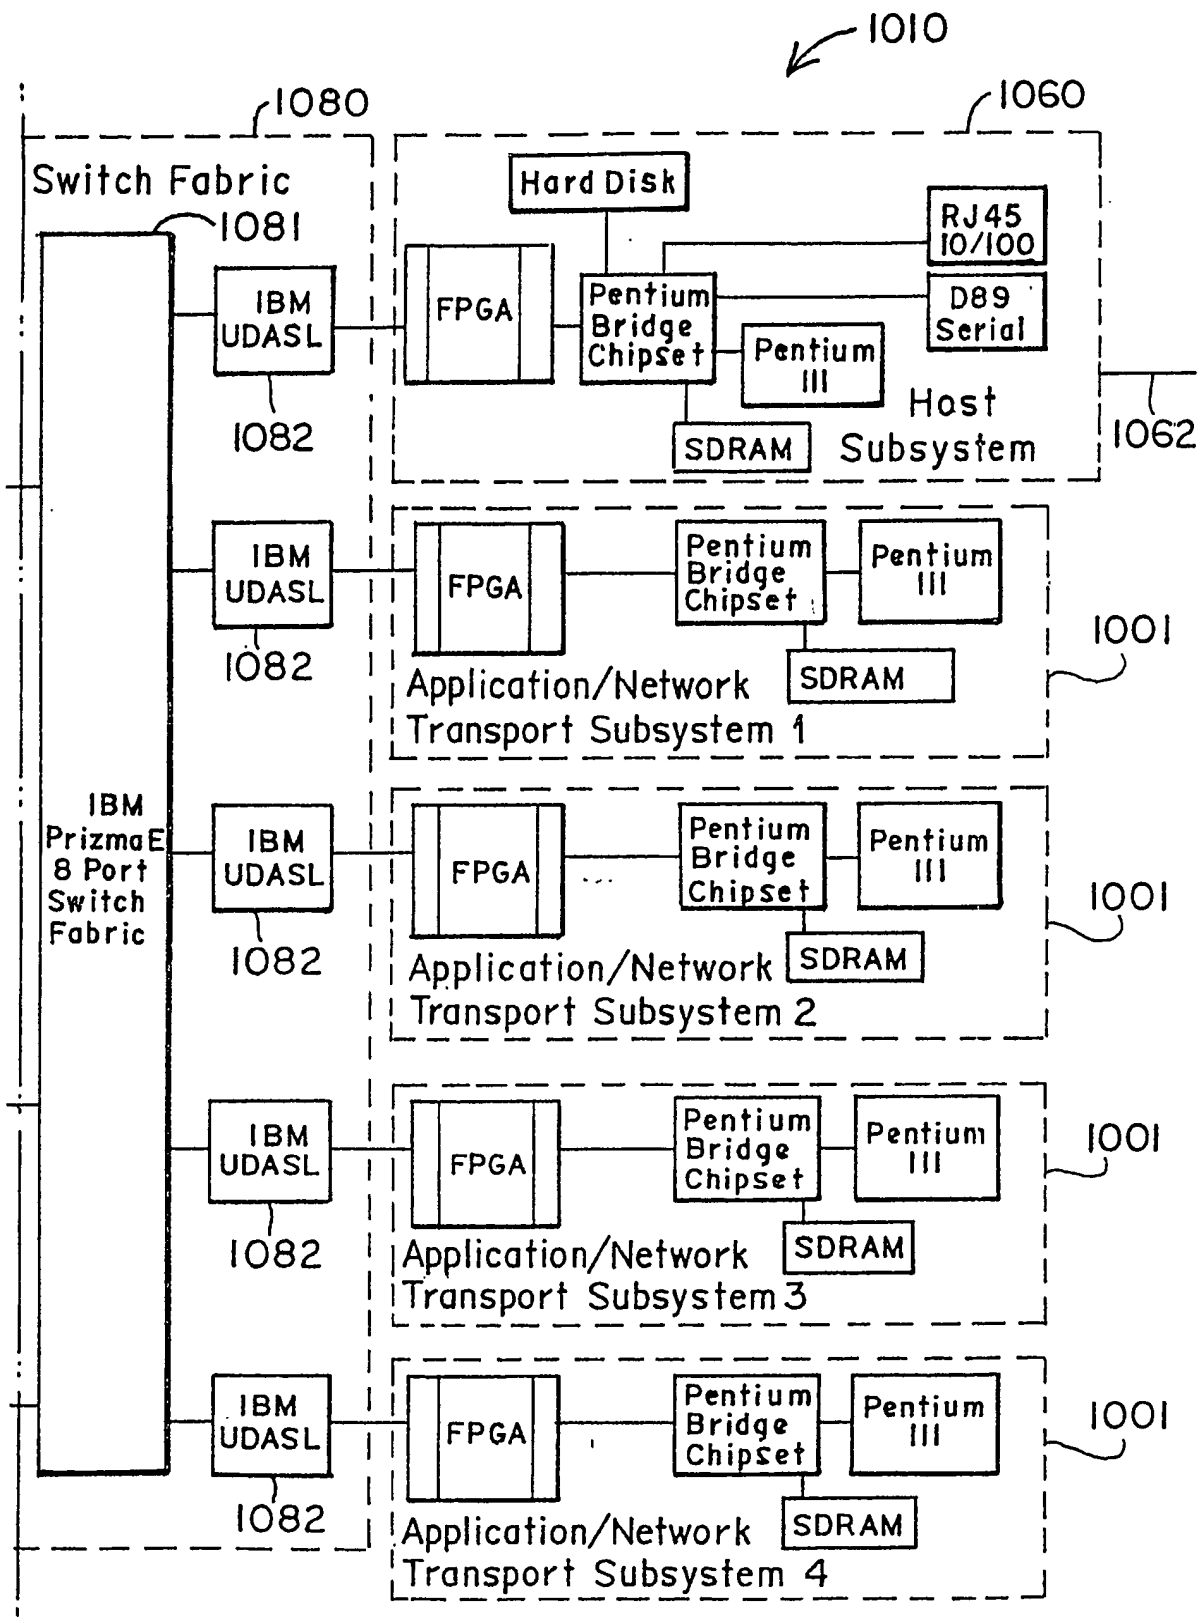 1010
1080
1060
Switch Fabric
1081
Hard Disk
RJ45
10/100
IBM
UDASL
FPGA
Pentium
Bridge
Chipset
D89
Serial
Pentium
III
1082
SDRAM
Host
Subsystem
1062
IBM
UDASL
FPGA
Pentium
Bridge
Chipset
Pentium
III
1082
SDRAM
1001
Application/Network
Transport Subsystem 1
IBM
PrizmaE
8 Port
Switch
Fabric
IBM
UDASL
FPGA
Pentium
Bridge
Chipset
Pentium
III
1001
1082
SDRAM
Application/Network
Transport Subsystem 2
IBM
UDASL
FPGA
Pentium
Bridge
Chipset
Pentium
III
1001
1082
SDRAM
Application/Network
Transport Subsystem 3
IBM
UDASL
FPGA
Pentium
Bridge
Chipset
Pentium
III
1001
1082
SDRAM
Application/Network
Transport Subsystem 4